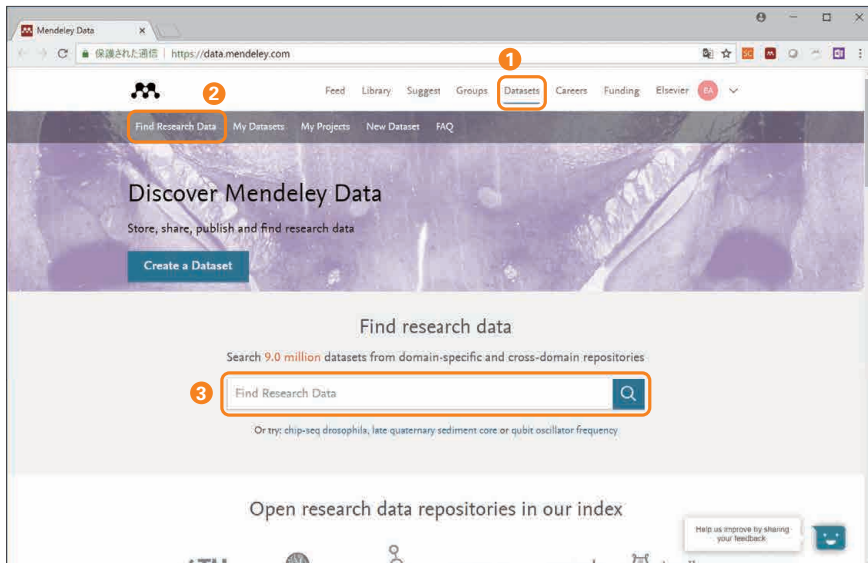 Mendeley Data
保護された通信 | https://data.mendeley.com
SC
1
2
Feed Library Suggest Groups Datasets Careers Funding Elsevier
Find Research Data My Datasets My Projects New Dataset FAQ
Discover Mendeley Data
Store, share, publish and find research data
Create a Dataset
Find research data
Search 9.0 million datasets from domain-specific and cross-domain repositories
3
Find Research Data
Or try: chip-seq drosophila, late quaternary sediment core or qubit oscillator frequency
Open research data repositories in our index
Help us improve by sharing
your feedback